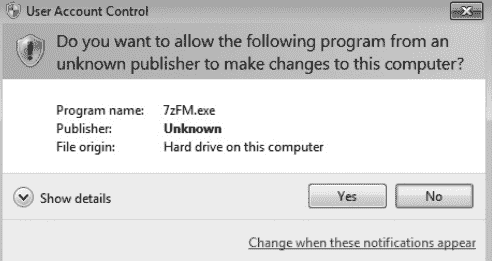 User Account Control
Do you want to allow the following program from an
unknown publisher to make changes to this computer?
Program name: 7zFM.exe
Publisher: Unknown
File origin: Hard drive on this computer
Show details
Yes
No
Change when these notifications appear